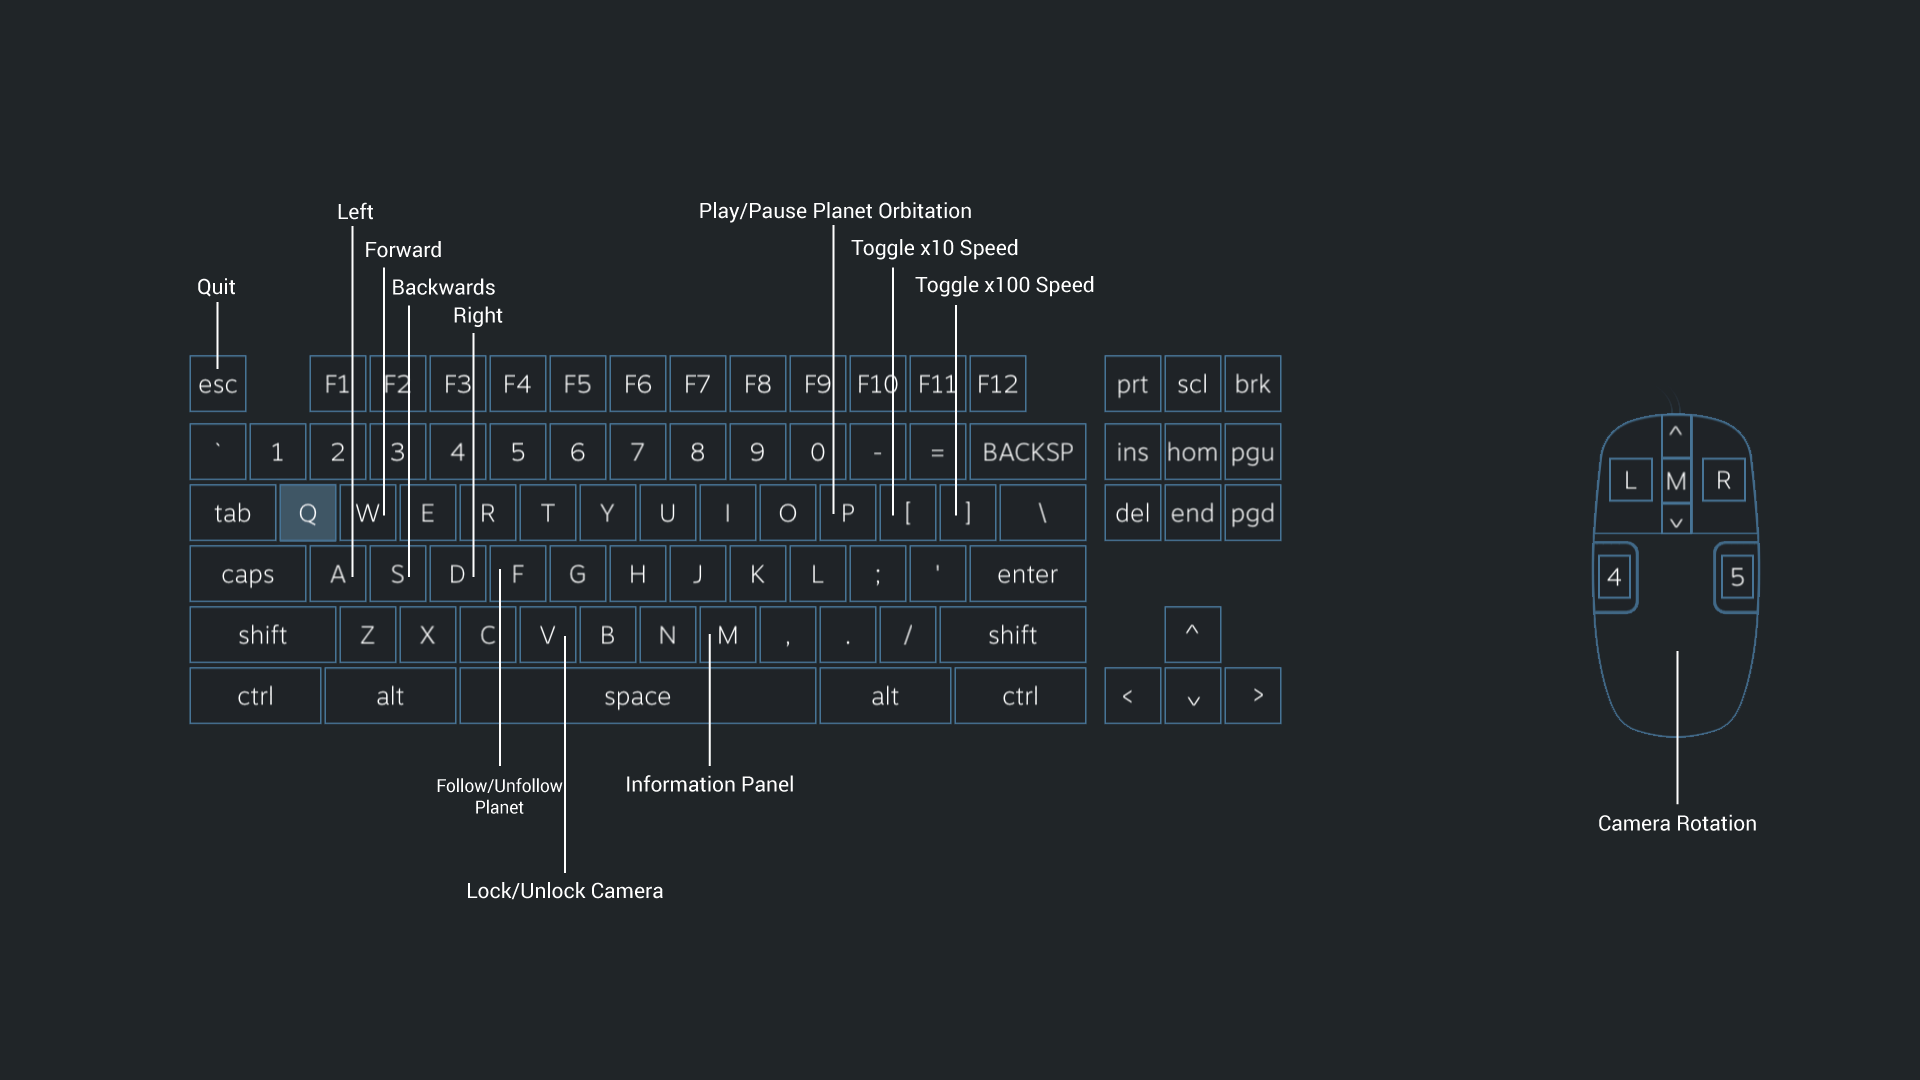 Left
Play/Pause Planet Orbitation
Forward
Toggle x10 Speed
Quit
Backwards
Toggle x100 Speed
Right
esc F1 F2 F3 F4 F5 F6 F7 F8 F9 F10 F11 F12 prt scl brk
` 1 2 3 4 5 6 7 8 9 0 - = BACKSP ins hom pgu
tab Q W E R T Y U I O P [ ] \ del end pgd
caps A S D F G H J K L ; ' enter
shift Z X C V B N M , . / shift ^
ctrl alt space alt ctrl < v >
^
L M R
v
4 5
Follow/Unfollow
Planet
Information Panel
Camera Rotation
Lock/Unlock Camera